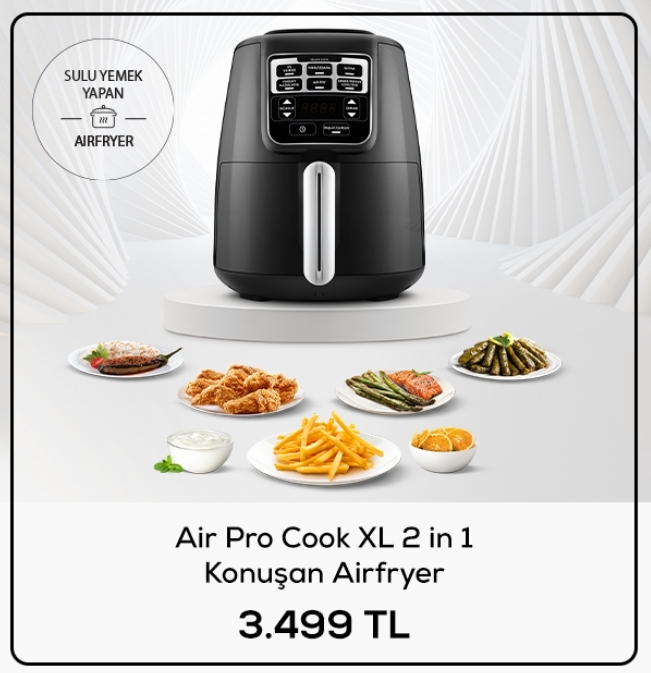 SULU YEMEK
YAPAN
AIRFRYER
Air Pro Cook XL 2 in 1
Konuşan Airfryer
3.499 TL